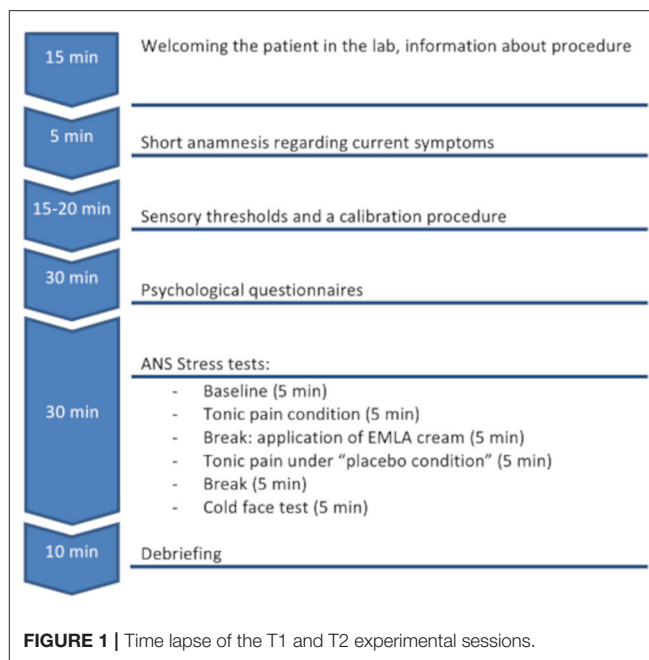 15 min
Welcoming the patient in the lab, information about procedure
5 min
Short anamnesis regarding current symptoms
15-20 min
Sensory thresholds and a calibration procedure
30 min
Psychological questionnaires
30 min
ANS Stress tests:
- Baseline (5 min)
- Tonic pain condition (5 min)
- Break: application of EMLA cream (5 min)
- Tonic pain under “placebo condition” (5 min)
- Break (5 min)
- Cold face test (5 min)
10 min
Debriefing
FIGURE 1 | Time lapse of the T1 and T2 experimental sessions.